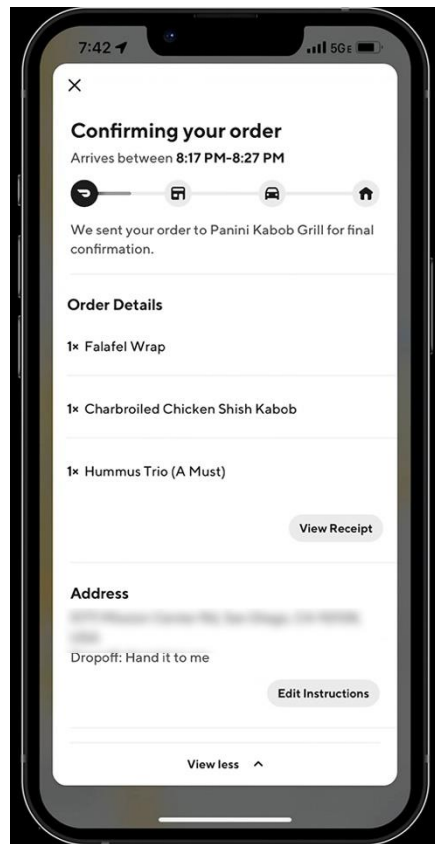 7:42
5GE
Confirming your order
Arrives between 8:17 PM-8:27 PM
We sent your order to Panini Kabob Grill for final
confirmation.
Order Details
1× Falafel Wrap
1× Charbroiled Chicken Shish Kabob
1× Hummus Trio (A Must)
View Receipt
Address
Dropoff: Hand it to me
Edit Instructions
View less